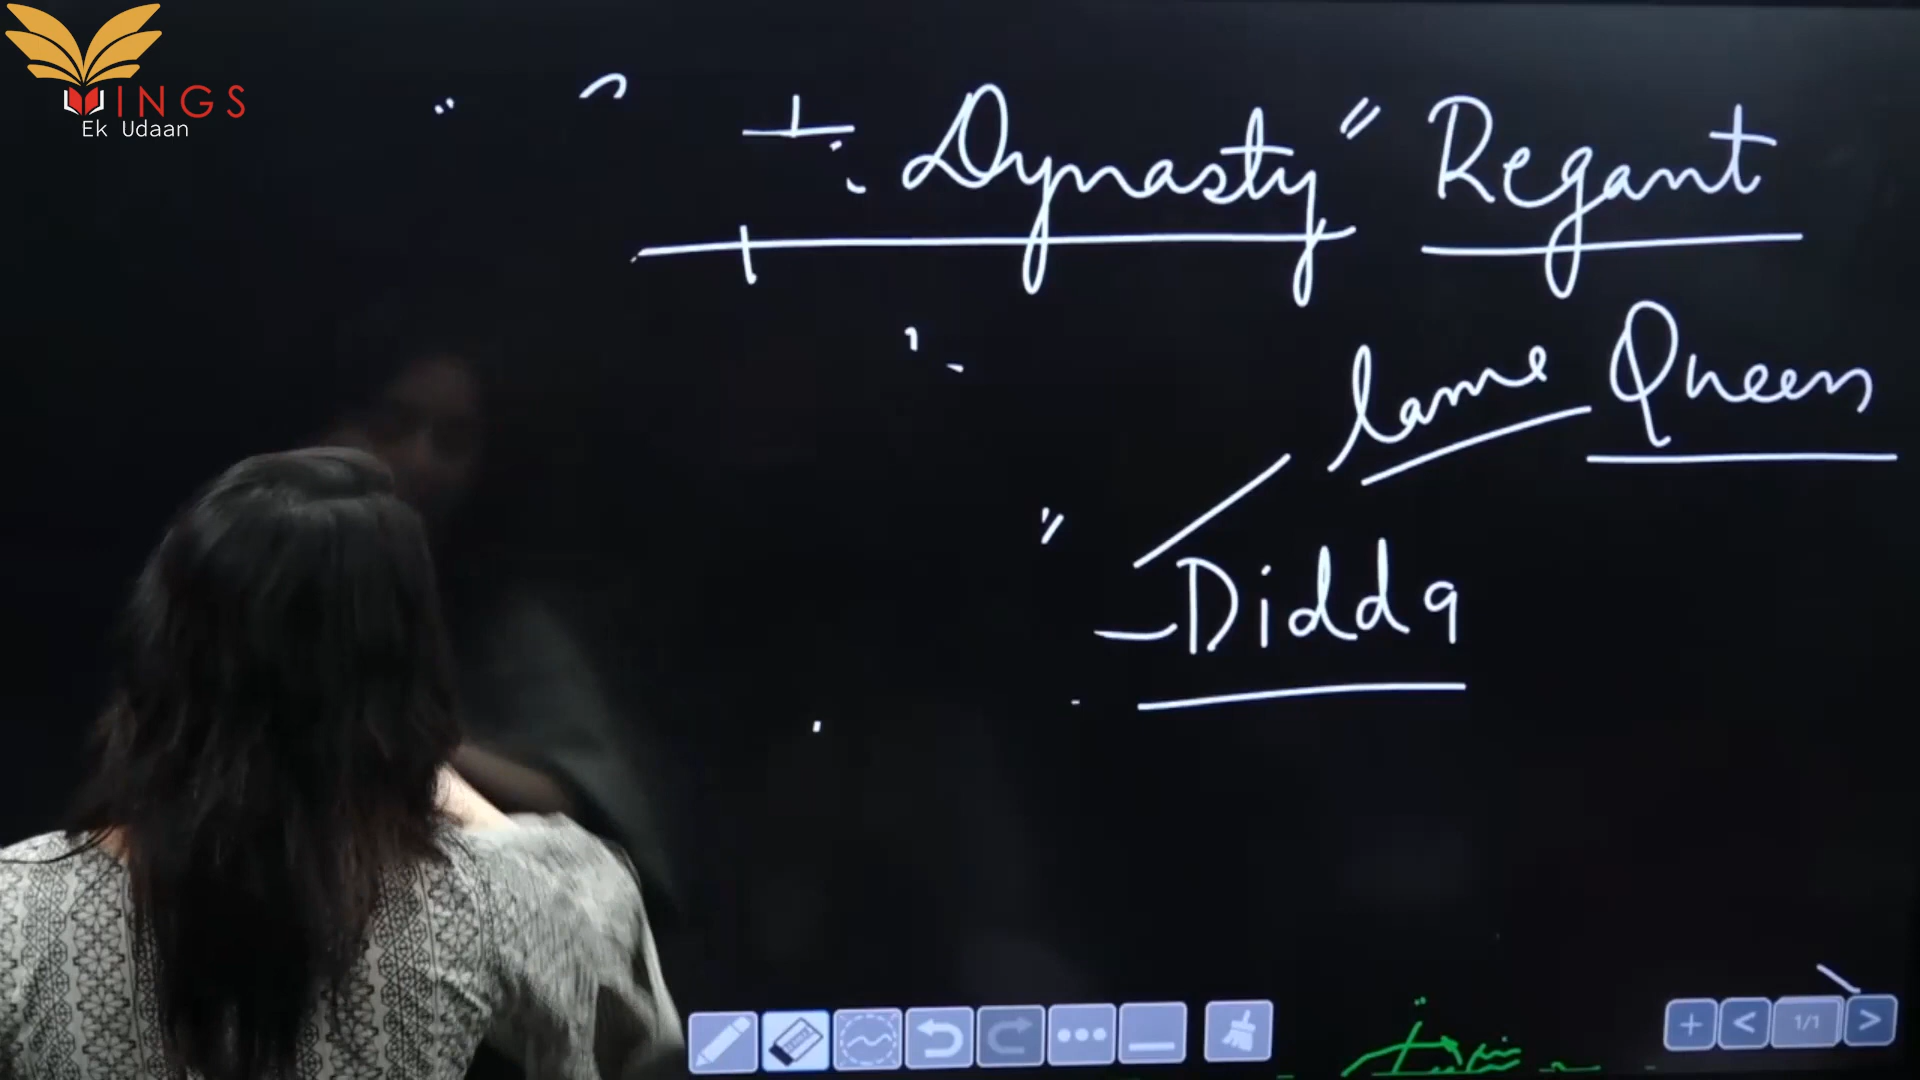 WINGS
Ek Udaan
Dynasty" Regant
lame Queen
Didda
1/1